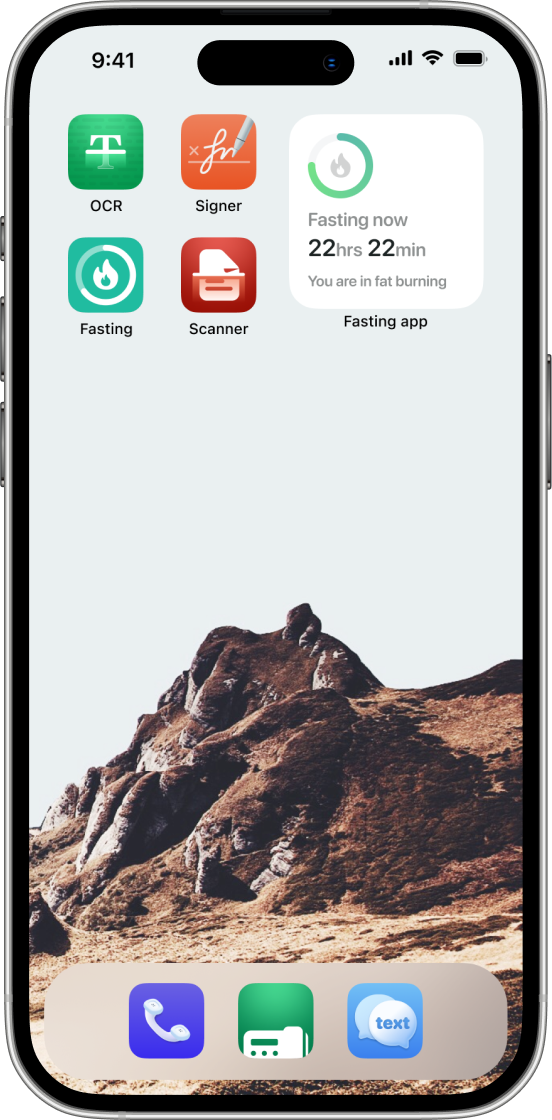 9:41
T
OCR
Signer
Fasting now
22hrs 22min
You are in fat burning
Fasting
Scanner
Fasting app
text